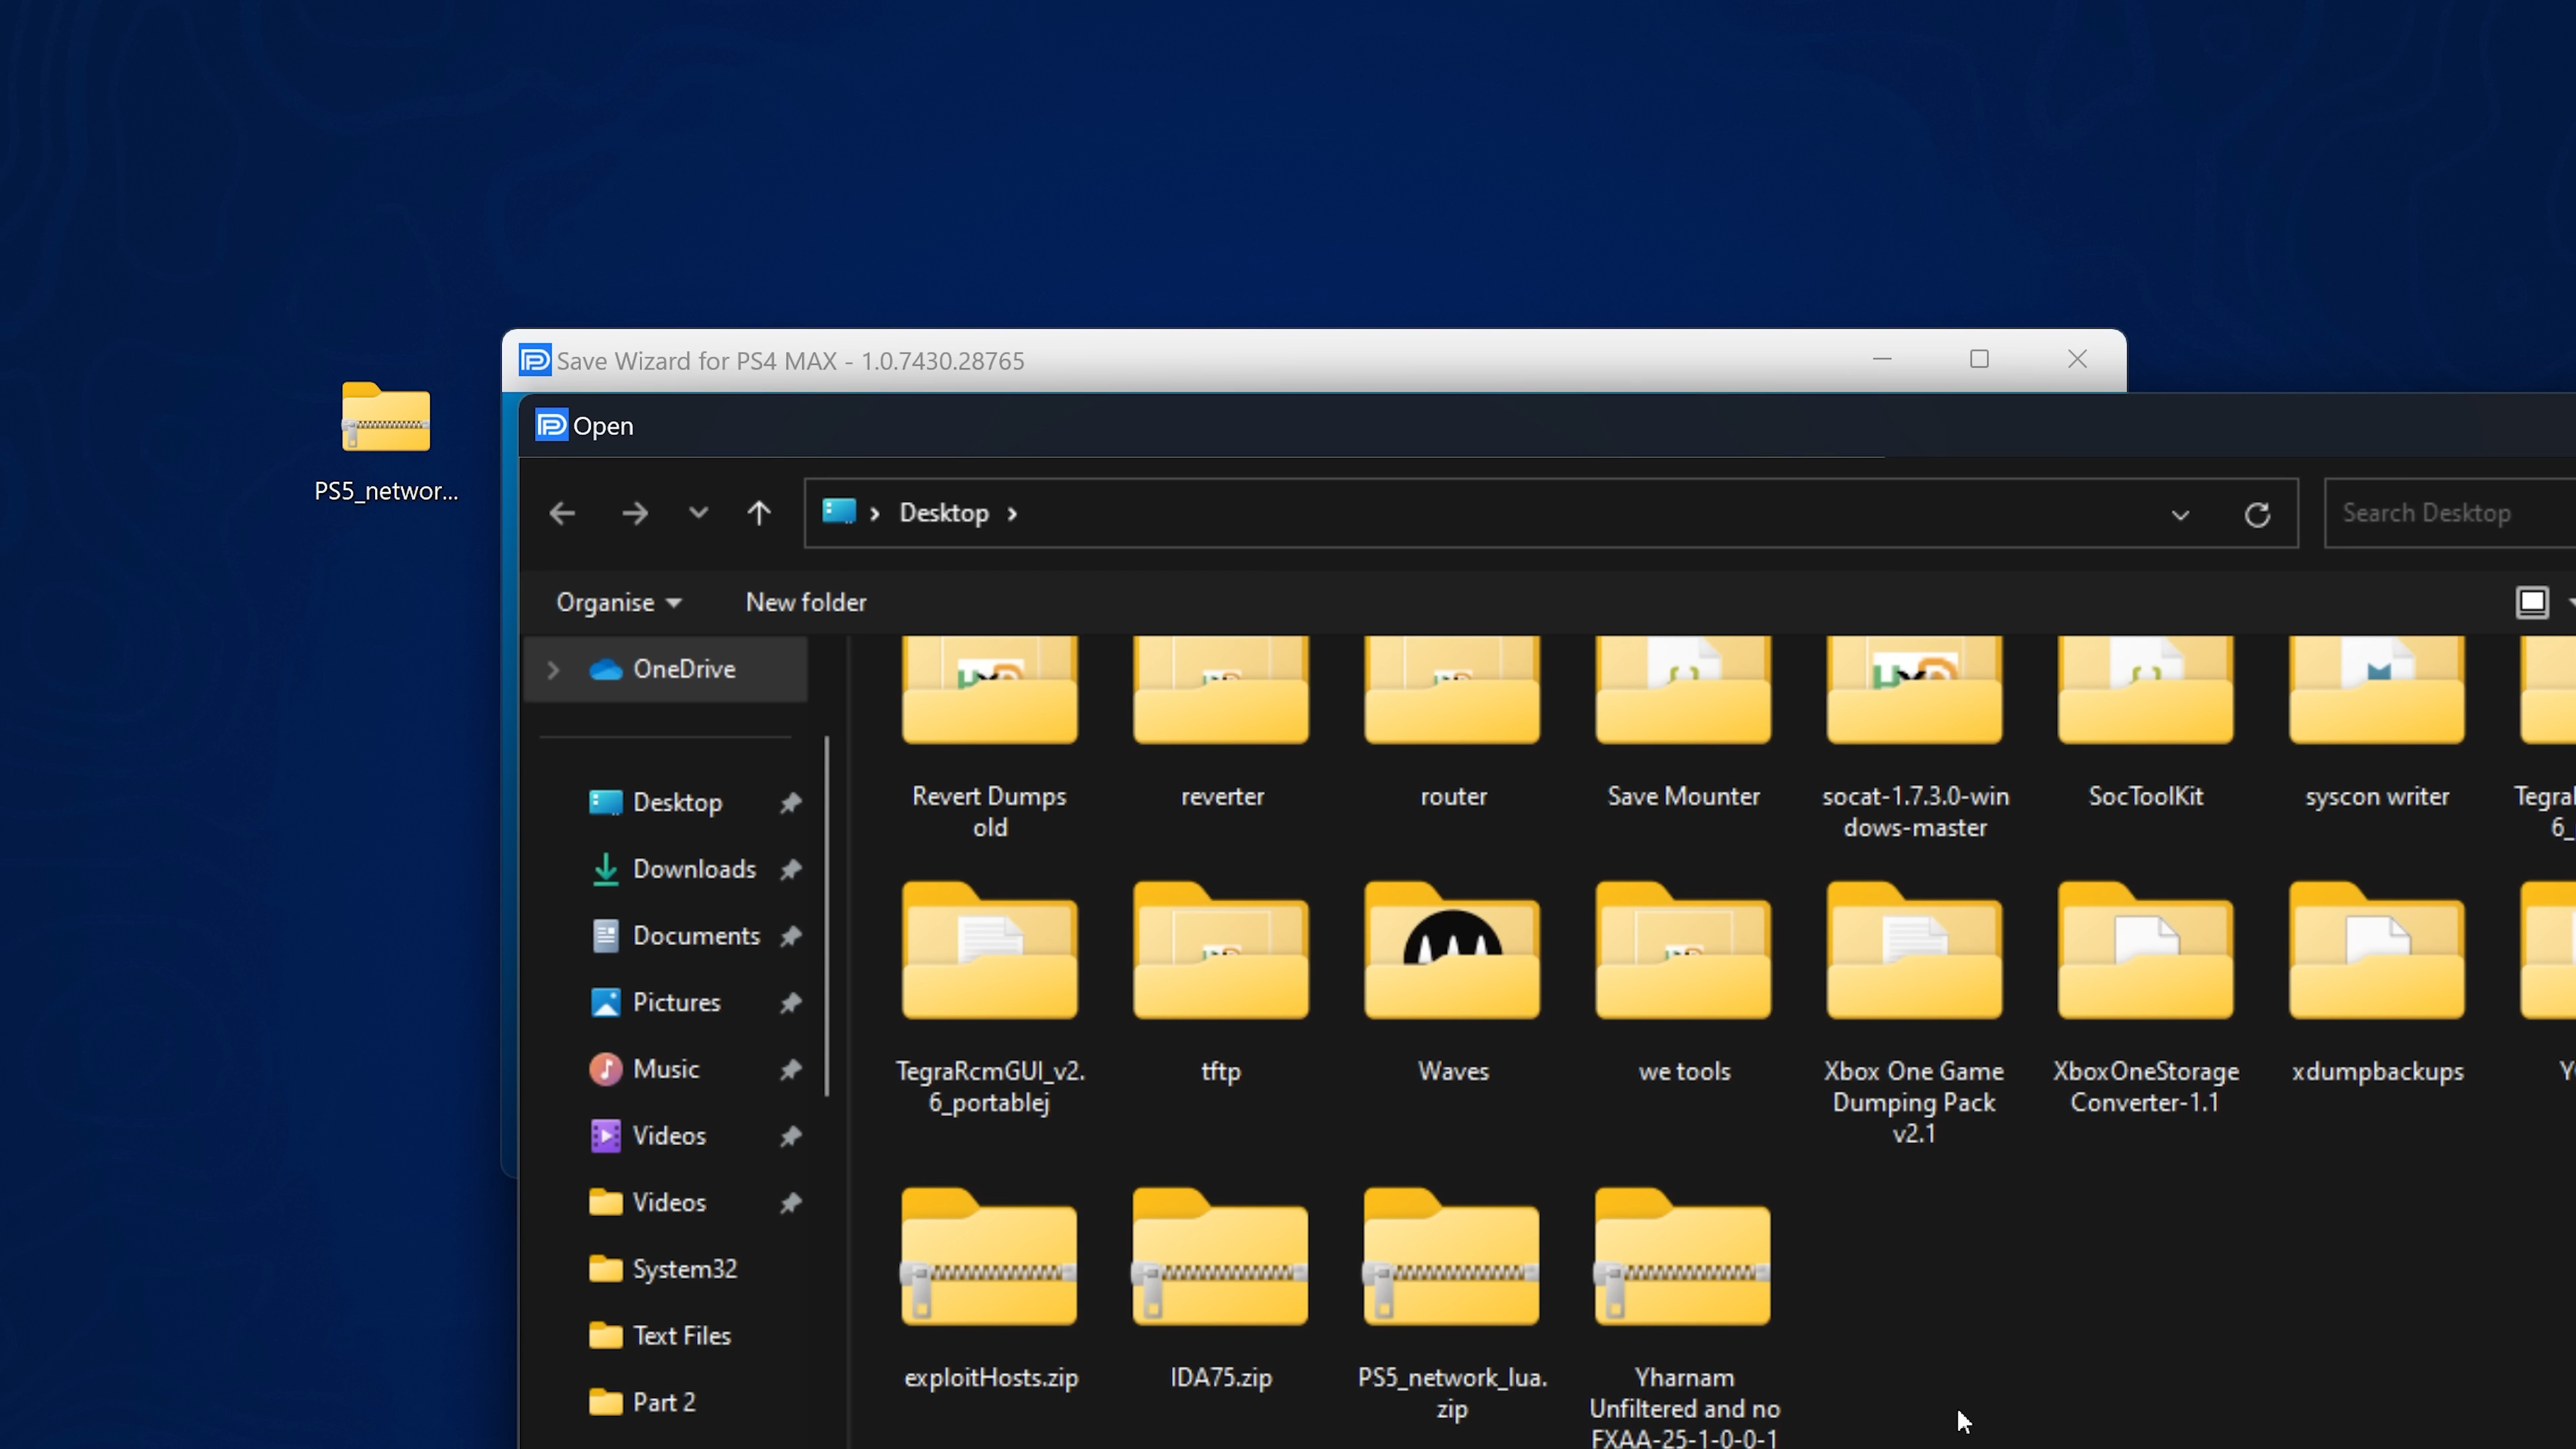 PS5_networ...
Save Wizard for PS4 MAX - 1.0.7430.28765
Open
Desktop
Search Desktop
Organise
New folder
OneDrive
Desktop
Downloads
Documents
Pictures
Music
Videos
Videos
System32
Text Files
Part 2
Revert Dumps
old
reverter
router
Save Mounter
socat-1.7.3.0-win
dows-master
SocToolKit
syscon writer
TegraRcmGUI_v2.
6_portablej
tftp
Waves
we tools
Xbox One Game
Dumping Pack
v2.1
XboxOneStorage
Converter-1.1
xdumpbackups
exploitHosts.zip
IDA75.zip
PS5_network_lua.
zip
Yharnam
Unfiltered and no
FXAA-25-1-0-0-1